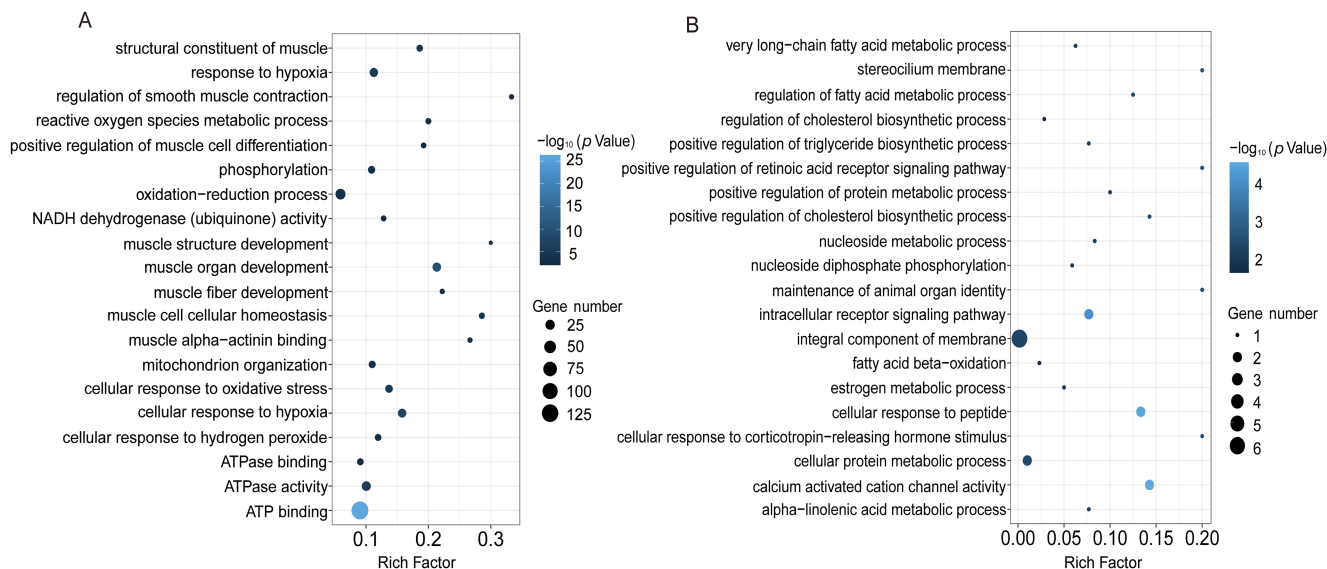 A
structural constituent of muscle
response to hypoxia
regulation of smooth muscle contraction
reactive oxygen species metabolic process
positive regulation of muscle cell differentiation
phosphorylation
oxidation−reduction process
NADH dehydrogenase (ubiquinone) activity
muscle structure development
muscle organ development
muscle fiber development
muscle cell cellular homeostasis
muscle alpha−actinin binding
mitochondrion organization
cellular response to oxidative stress
cellular response to hypoxia
cellular response to hydrogen peroxide
ATPase binding
ATPase activity
ATP binding
0.1 0.2 0.3
Rich Factor
−log₁₀ (p Value)
25
20
15
10
5
Gene number
25
50
75
100
125
B
very long−chain fatty acid metabolic process
stereocilium membrane
regulation of fatty acid metabolic process
regulation of cholesterol biosynthetic process
positive regulation of triglyceride biosynthetic process
positive regulation of retinoic acid receptor signaling pathway
positive regulation of protein metabolic process
positive regulation of cholesterol biosynthetic process
nucleoside metabolic process
nucleoside diphosphate phosphorylation
maintenance of animal organ identity
intracellular receptor signaling pathway
integral component of membrane
fatty acid beta−oxidation
estrogen metabolic process
cellular response to peptide
cellular response to corticotropin−releasing hormone stimulus
cellular protein metabolic process
calcium activated cation channel activity
alpha−linolenic acid metabolic process
0.00 0.05 0.10 0.15 0.20
Rich Factor
−log₁₀ (p Value)
4
3
2
Gene number
1
2
3
4
5
6